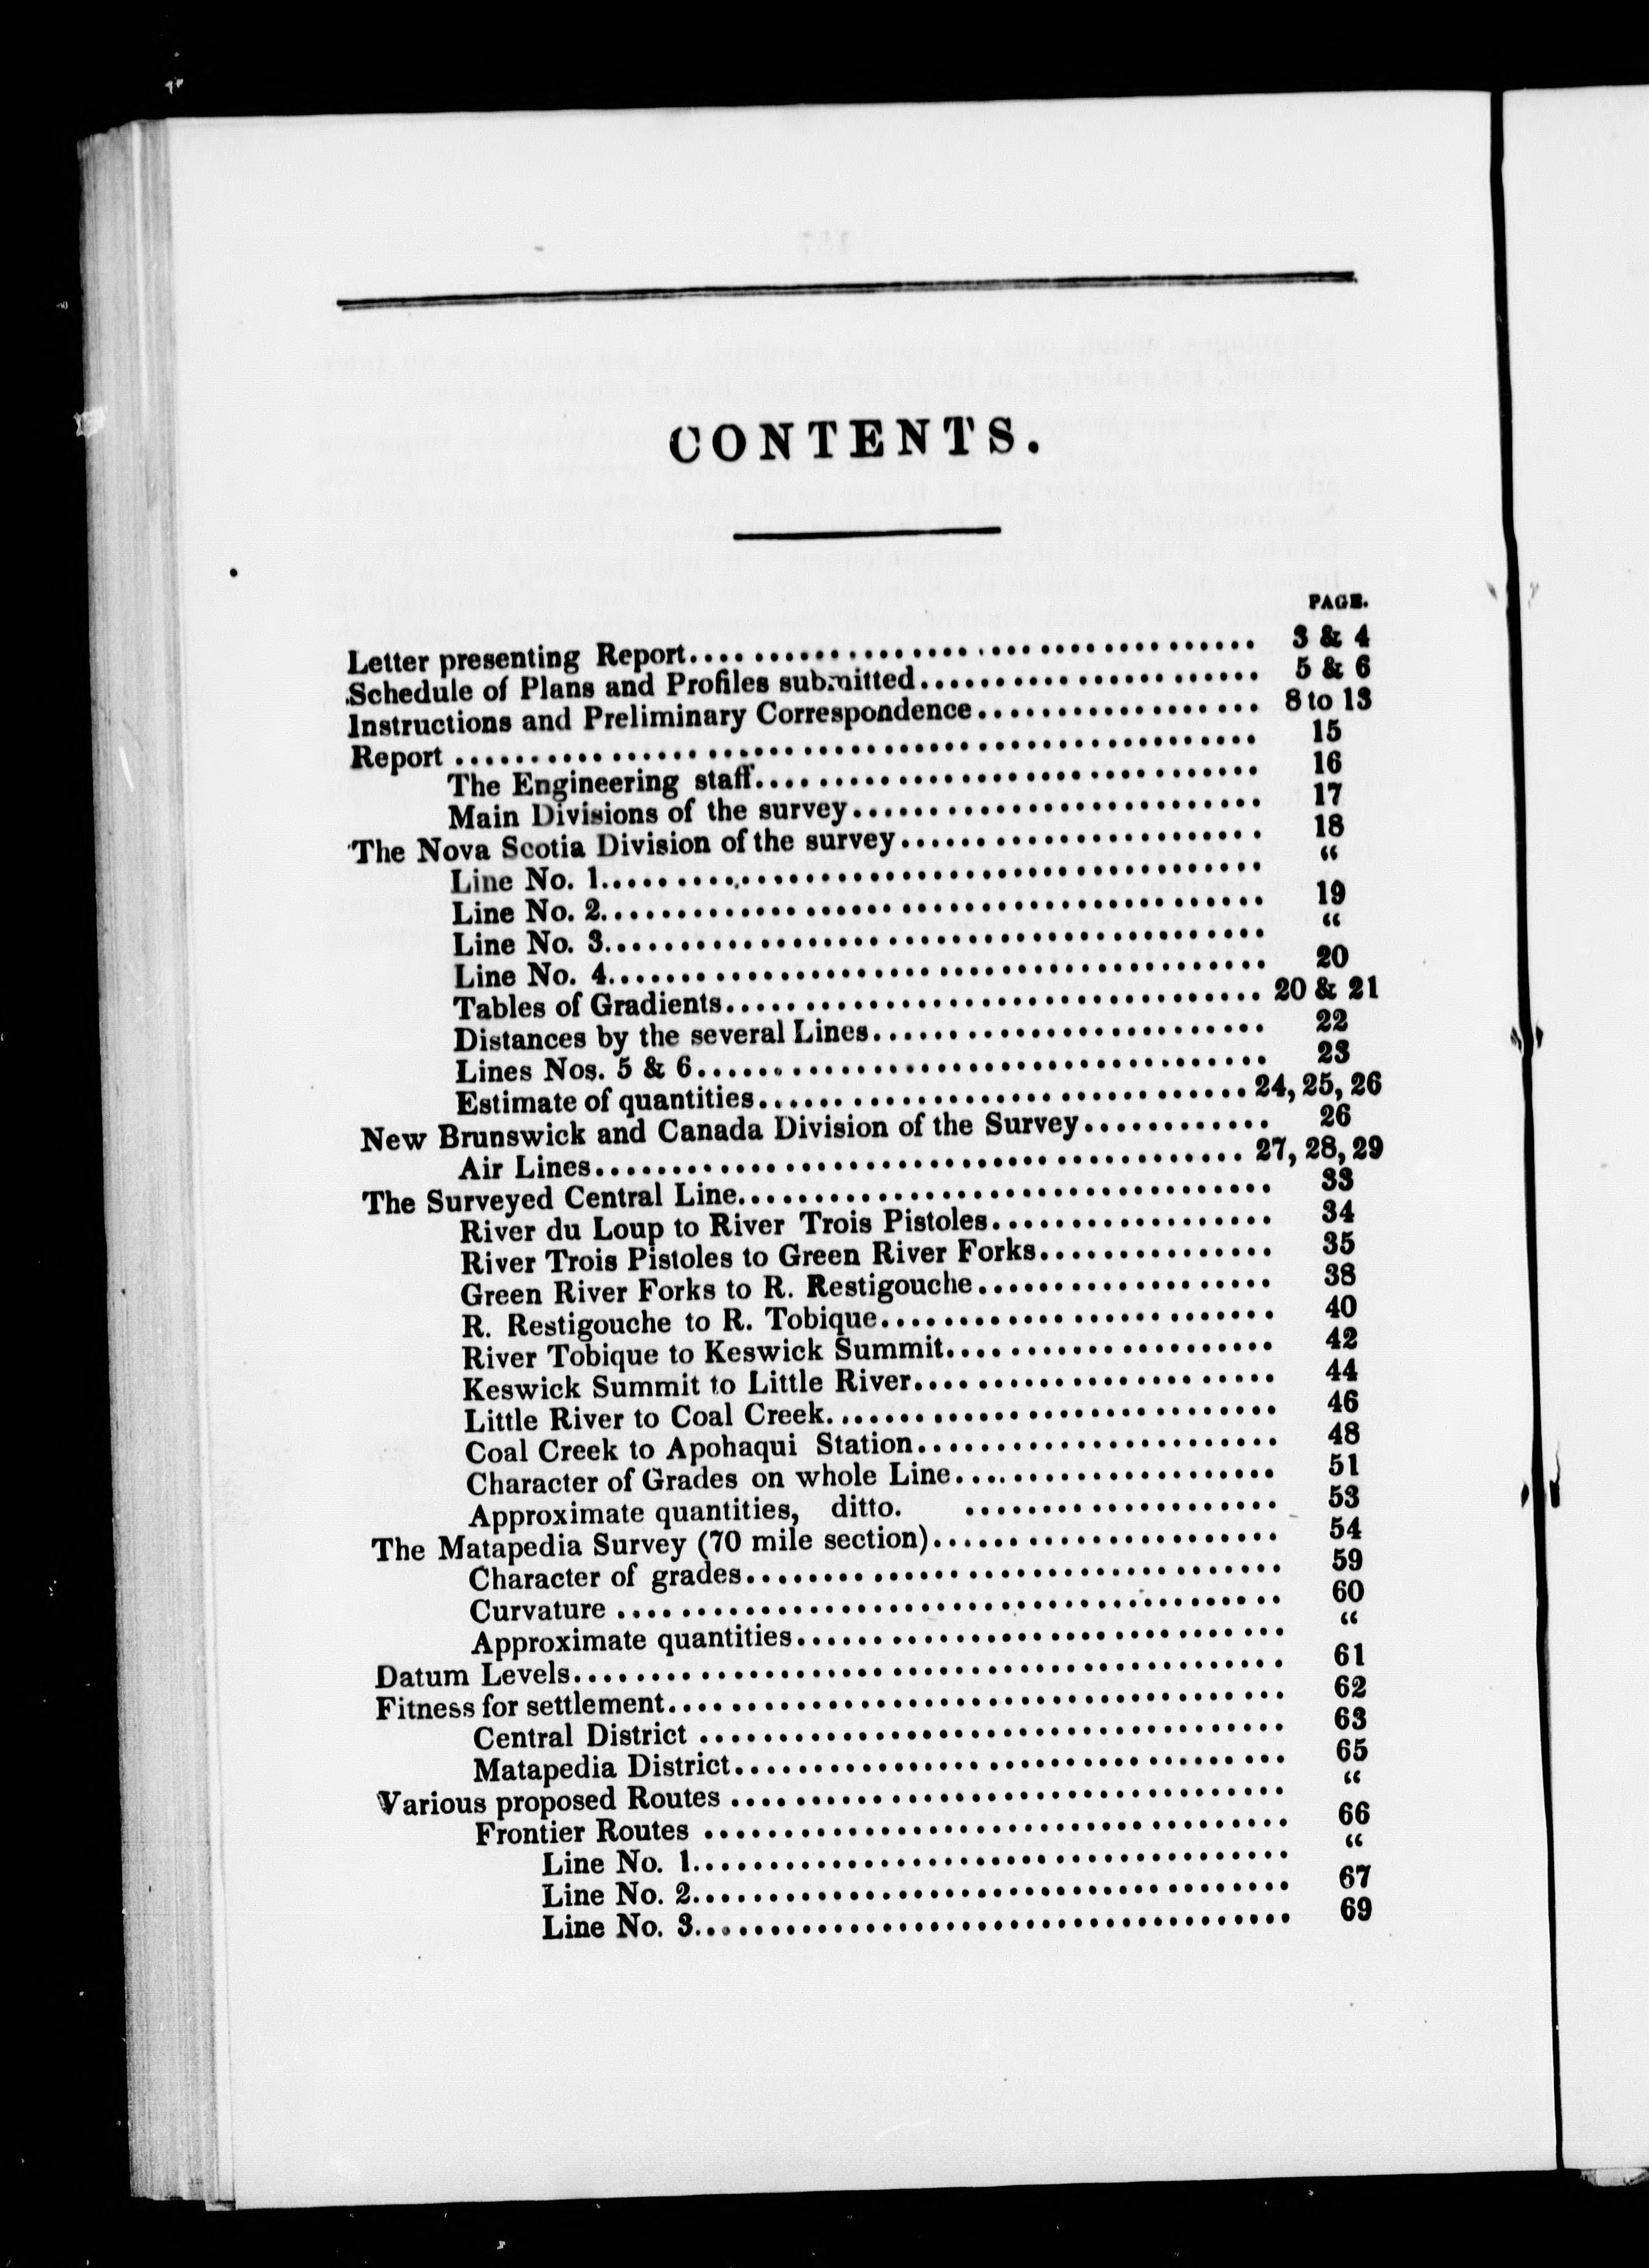 CONTENTS.
PAGE.
Letter presenting Report.................................... 3 & 4
Schedule of Plans and Profiles submitted...................... 5 & 6
Instructions and Preliminary Correspondence.................. 8 to 13
Report .................................................. 15
The Engineering staff................................ 16
Main Divisions of the survey.......................... 17
The Nova Scotia Division of the survey....................... 18
Line No. 1.......................................... “
Line No. 2.......................................... 19
Line No. 3.......................................... “
Line No. 4.......................................... 20
Tables of Gradients.................................. 20 & 21
Distances by the several Lines......................... 22
Lines Nos. 5 & 6.................................... 23
Estimate of quantities............................... 24, 25, 26
New Brunswick and Canada Division of the Survey............ 26
Air Lines......................................... 27, 28, 29
The Surveyed Central Line.................................. 33
River du Loup to River Trois Pistoles.................. 34
River Trois Pistoles to Green River Forks............... 35
Green River Forks to R. Restigouche................... 38
R. Restigouche to R. Tobique......................... 40
River Tobique to Keswick Summit..................... 42
Keswick Summit to Little River....................... 44
Little River to Coal Creek............................. 46
Coal Creek to Apohaqui Station....................... 48
Character of Grades on whole Line.................... 51
Approximate quantities, ditto. .................... 53
The Matapedia Survey (70 mile section)...................... 54
Character of grades.................................. 59
Curvature .......................................... 60
Approximate quantities............................... “
Datum Levels............................................. 61
Fitness for settlement....................................... 62
Central District ..................................... 63
Matapedia District................................... 65
Various proposed Routes ................................... “
Frontier Routes ..................................... 66
Line No. 1...................................... “
Line No. 2...................................... 67
Line No. 3...................................... 69